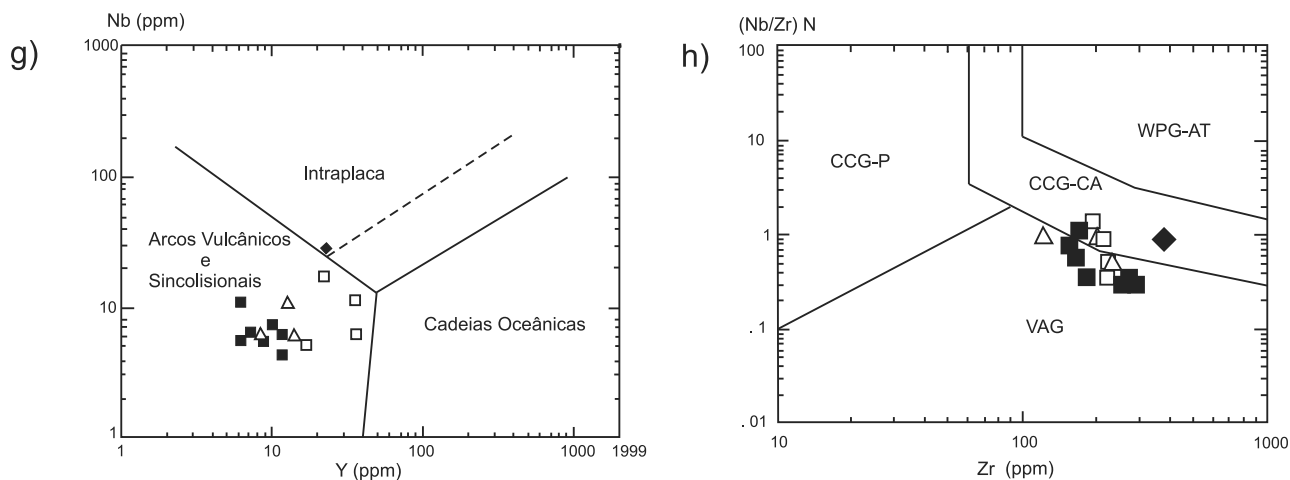 g)
Nb (ppm)
1000
100
10
1
Intraplaca
Arcos Vulcânicos
e
Sincolisionais
Cadeias Oceânicas
1 10 100 1000 1999
Y (ppm)
h)
(Nb/Zr) N
100
10
1
. 1
. 01
CCG-P
WPG-AT
CCG-CA
VAG
10 100 1000
Zr (ppm)